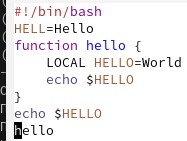 #!/bin/bash
HELL=Hello
function hello {
LOCAL HELLO=World
echo $HELLO
}
echo $HELLO
hello